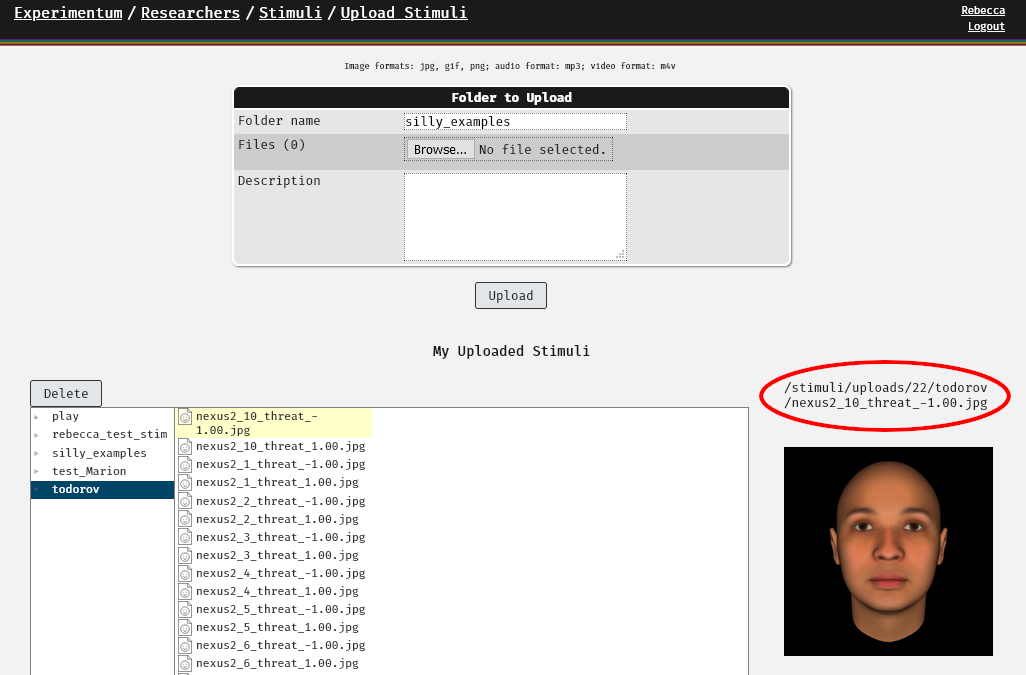 Experimentum / Researchers / Stimuli / Upload Stimuli
Rebecca
Logout
Image formats: jpg, gif, png; audio format: mp3; video format: m4v
Folder to Upload
Folder name silly_examples
Files (0) Browse... No file selected.
Description
Upload
My Uploaded Stimuli
Delete
play
rebecca_test_stim
silly_examples
test_Marion
todorov
nexus2_10_threat_-
1.00.jpg
nexus2_10_threat_1.00.jpg
nexus2_1_threat_-1.00.jpg
nexus2_1_threat_1.00.jpg
nexus2_2_threat_-1.00.jpg
nexus2_2_threat_1.00.jpg
nexus2_3_threat_-1.00.jpg
nexus2_3_threat_1.00.jpg
nexus2_4_threat_-1.00.jpg
nexus2_4_threat_1.00.jpg
nexus2_5_threat_-1.00.jpg
nexus2_5_threat_1.00.jpg
nexus2_6_threat_-1.00.jpg
nexus2_6_threat_1.00.jpg
/stimuli/uploads/22/todorov
/nexus2_10_threat_-1.00.jpg